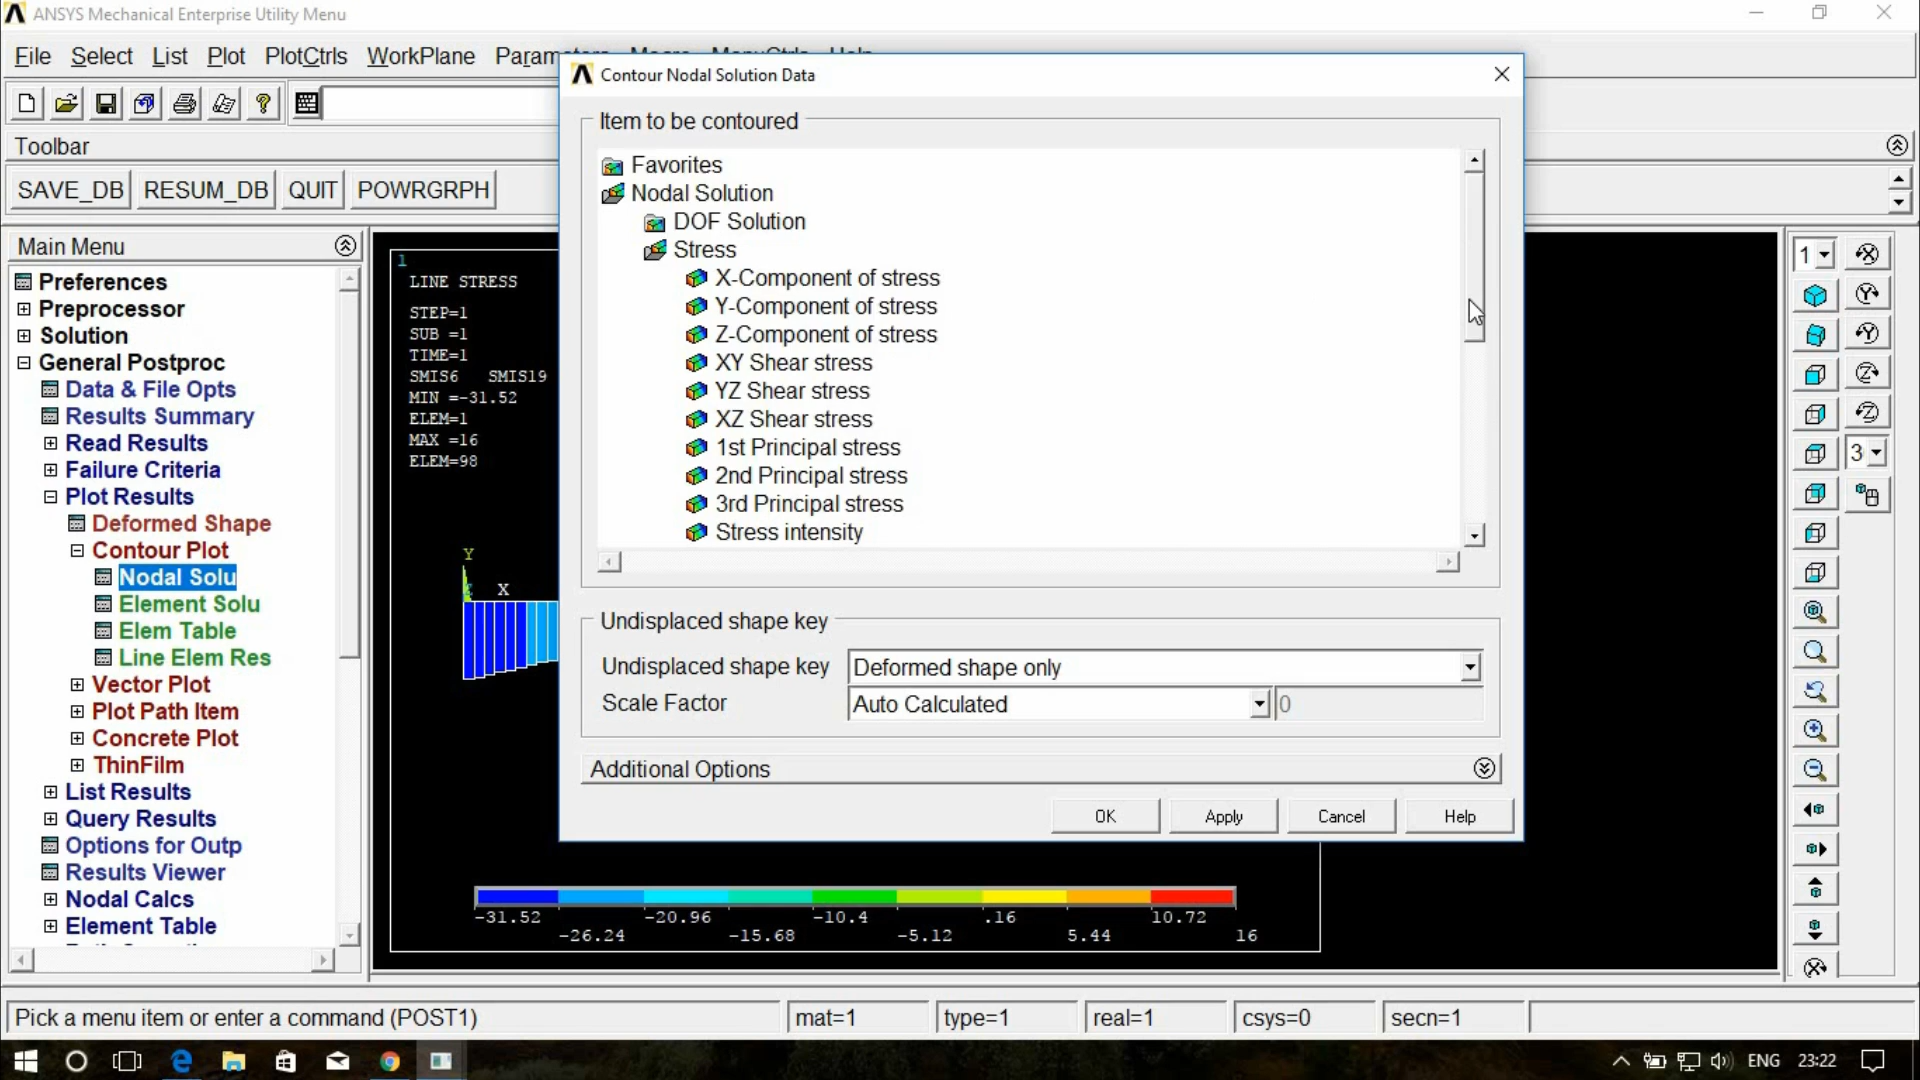 ANSYS Mechanical Enterprise Utility Menu
File Select List Plot PlotCtrls WorkPlane
Toolbar
SAVE_DB RESUM_DB QUIT POWRGRPH
Main Menu
Preferences
Preprocessor
Solution
General Postproc
Data & File Opts
Results Summary
Read Results
Failure Criteria
Plot Results
Deformed Shape
Contour Plot
Nodal Solu
Element Solu
Elem Table
Line Elem Res
Vector Plot
Plot Path Item
Concrete Plot
ThinFilm
List Results
Query Results
Options for Outp
Results Viewer
Nodal Calcs
Element Table
1
LINE STRESS
STEP=1
SUB =1
TIME=1
SMIS6 SMIS19
MIN =-31.52
ELEM=1
MAX =16
ELEM=98
Y
X
Contour Nodal Solution Data
Item to be contoured
Favorites
Nodal Solution
DOF Solution
Stress
X-Component of stress
Y-Component of stress
Z-Component of stress
XY Shear stress
YZ Shear stress
XZ Shear stress
1st Principal stress
2nd Principal stress
3rd Principal stress
Stress intensity
Undisplaced shape key
Undisplaced shape key Deformed shape only
Scale Factor Auto Calculated 0
Additional Options
OK Apply Cancel Help
-31.52 -20.96 -10.4 .16 10.72
-26.24 -15.68 -5.12 5.44 16
1
3
Pick a menu item or enter a command (POST1) mat=1 type=1 real=1 csys=0 secn=1
ENG 23:22